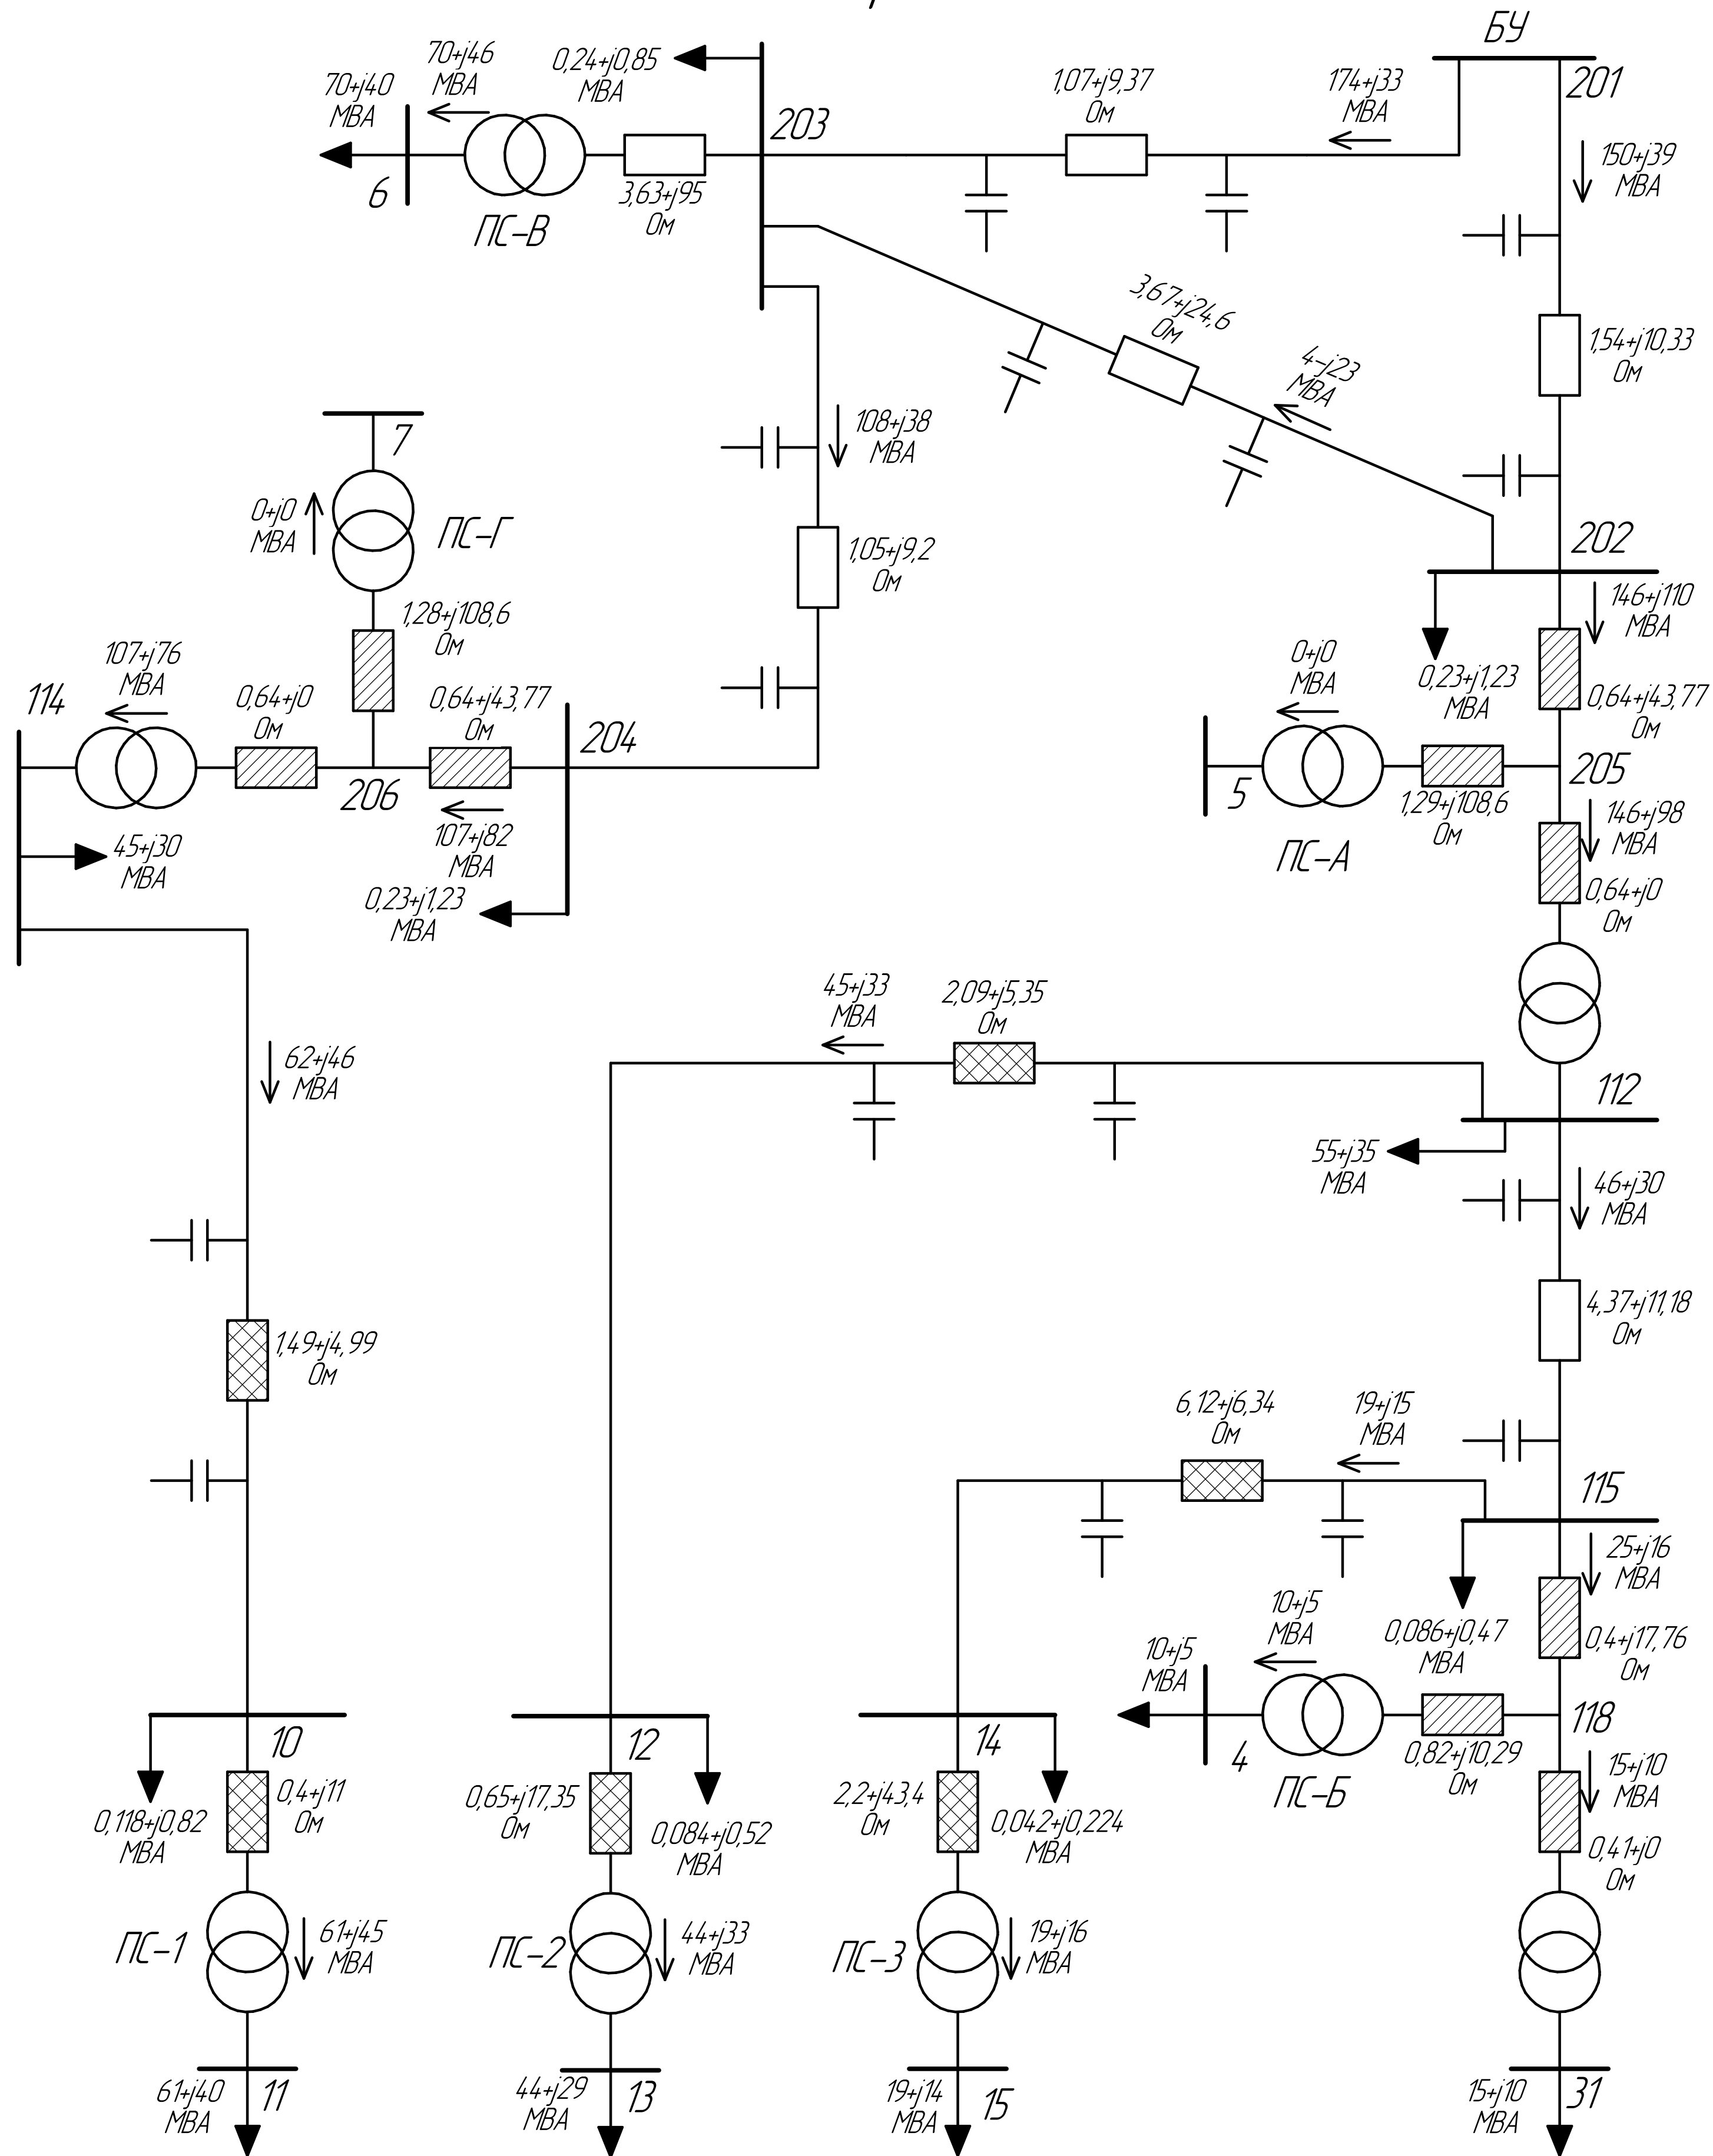 БУ
201
70+j46
МВА
0,24+j0,85
МВА
70+j40
МВА
203
1,07+j9,37
Ом
174+j33
МВА
150+j39
МВА
6
3,63+j95
Ом
ПС-В
3,67+j24,6
Ом
4-j23
МВА
1,54+j10,33
Ом
7
108+j38
МВА
0+j0
МВА
ПС-Г
1,05+j9,2
Ом
202
1,28+j108,6
Ом
146+j110
МВА
107+j76
МВА
0+j0
МВА
0,23+j1,23
МВА
0,64+j43,77
Ом
114
0,64+j0
Ом
0,64+j43,77
Ом
204
206
5
205
1,29+j108,6
Ом
146+j98
МВА
45+j30
МВА
107+j82
МВА
ПС-А
0,23+j1,23
МВА
0,64+j0
Ом
45+j33
МВА
2,09+j5,35
Ом
62+j46
МВА
112
55+j35
МВА
46+j30
МВА
1,49+j4,99
Ом
4,37+j11,18
Ом
6,12+j6,34
Ом
19+j15
МВА
115
25+j16
МВА
10+j5
МВА
10+j5
МВА
0,086+j0,47
МВА
0,4+j17,76
Ом
10
12
14
4
118
0,82+j10,29
Ом
ПС-Б
15+j10
МВА
0,118+j0,82
МВА
0,4+j11
Ом
0,65+j17,35
Ом
0,084+j0,52
МВА
2,2+j43,4
Ом
0,042+j0,224
МВА
0,41+j0
Ом
ПС-1
61+j45
МВА
ПС-2
44+j33
МВА
ПС-3
19+j16
МВА
61+j40
МВА
11
44+j29
МВА
13
19+j14
МВА
15
15+j10
МВА
31